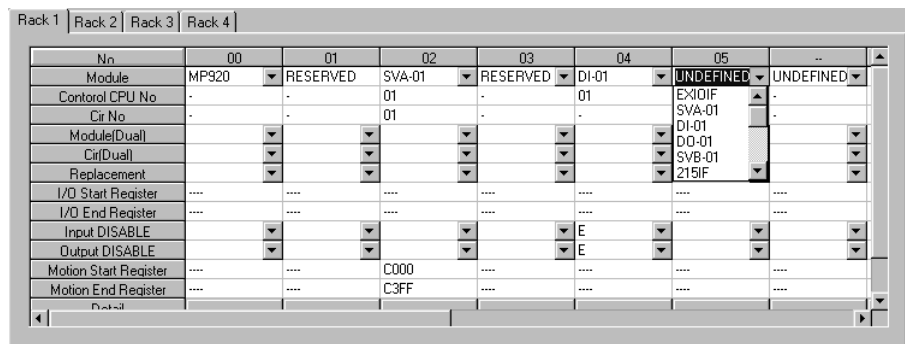 Rack 1 Rack 2 Rack 3 Rack 4
No 00 01 02 03 04 05 --
Module MP920 RESERVED SVA-01 RESERVED DI-01 UNDEFINED UNDEFINED
Contorol CPU No - - 01 - 01 EXIOIF -
Cir No - - 01 - - SVA-01 -
Module(Dual) DI-01
Cir(Dual) DO-01
SVB-01
Replacement 215IF
I/O Start Register ---- ---- ---- ---- ---- ---- ----
I/O End Register ---- ---- ---- ---- ---- ---- ----
Input DISABLE E
Output DISABLE E
Motion Start Register ---- ---- C000 ---- ---- ---- ----
Motion End Register ---- ---- C3FF ---- ---- ---- ----
Detail